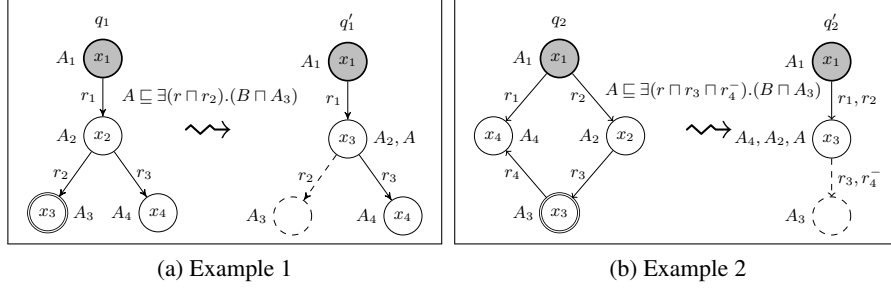 q₁ q₁′
A₁ x₁ A₁ x₁
r₁ A ⊑ ∃(r ⊓ r₂).(B ⊓ A₃) r₁
A₂ x₂ x₃ A₂, A
r₂ r₃ r₂ r₃
x₃ A₃ A₄ x₄ A₃ A₄ x₄
(a) Example 1
q₂ q₂′
A₁ x₁ A₁ x₁
r₁ r₂ A ⊑ ∃(r ⊓ r₃ ⊓ r₄⁻).(B ⊓ A₃) r₁, r₂
x₄ A₄ A₂ x₂ A₄, A₂, A x₃
r₄ r₃ r₃, r₄⁻
A₃ x₃ A₃
(b) Example 2